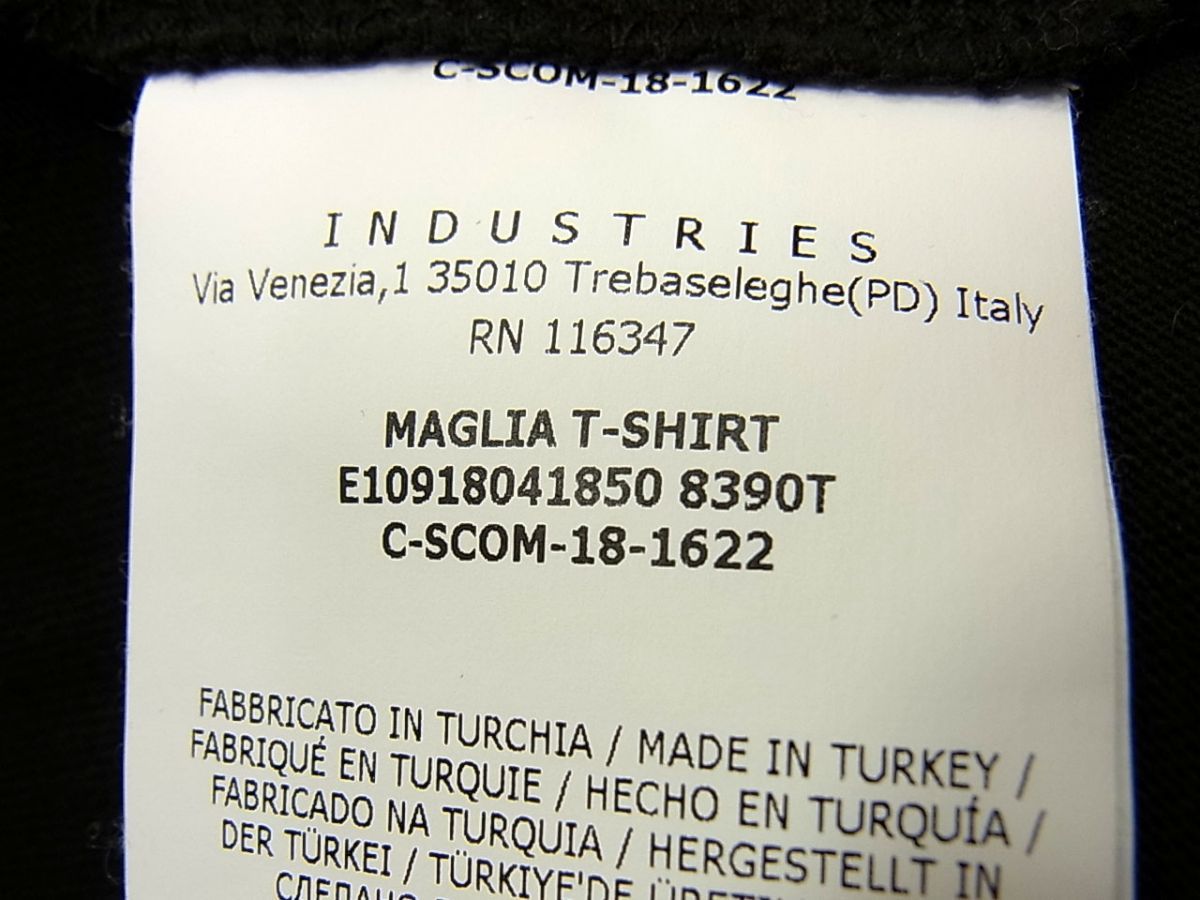 C-SCOM-18-1622
INDUSTRIES
Via Venezia,1 35010 Trebaseleghe(PD) Italy
RN 116347
MAGLIA T-SHIRT
E10918041850 8390T
C-SCOM-18-1622
FABBRICATO IN TURCHIA / MADE IN TURKEY /
FABRIQUÉ EN TURQUIE / HECHO EN TURQUÍA /
FABRICADO NA TURQUIA / HERGESTELLT IN
DER TÜRKEI / TÜRKIYE'DE
СДЕЛАНО